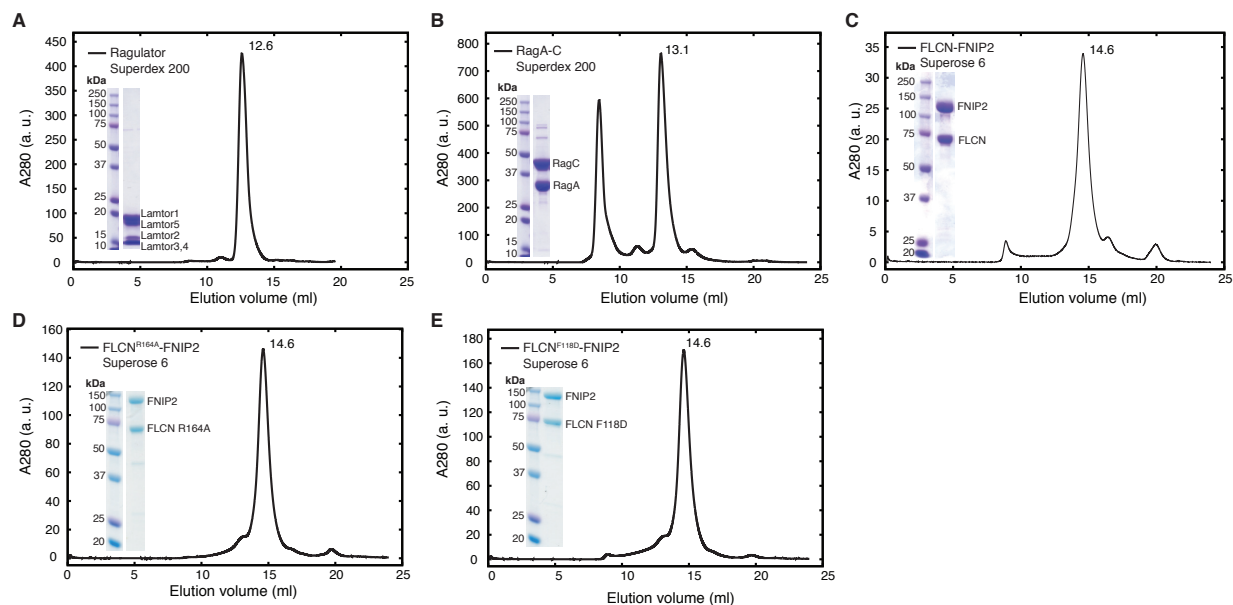 A
450
400
350
300
250
200
150
100
50
0
A280 (a. u.)
Ragulator
Superdex 200
12.6
kDa
250
150
100
75
50
37
25
20
15
10
Lamtor1
Lamtor5
Lamtor2
Lamtor3,4
0 5 10 15 20 25
Elution volume (ml)
B
800
700
600
500
400
300
200
100
0
A280 (a. u.)
RagA-C
Superdex 200
13.1
kDa
250
150
100
75
50
37
25
20
15
10
RagC
RagA
0 5 10 15 20 25
Elution volume (ml)
C
35
30
25
20
15
10
5
0
A280 (a. u.)
FLCN-FNIP2
Superose 6
14.6
kDa
250
150
100
75
50
37
25
20
FNIP2
FLCN
0 5 10 15 20 25
Elution volume (ml)
D
160
140
120
100
80
60
40
20
0
A280 (a. u.)
FLCN^R164A-FNIP2
Superose 6
14.6
kDa
150
100
75
50
37
25
20
FNIP2
FLCN R164A
0 5 10 15 20 25
Elution volume (ml)
E
180
160
140
120
100
80
60
40
20
0
A280 (a. u.)
FLCN^F118D-FNIP2
Superose 6
14.6
kDa
150
100
75
50
37
25
20
FNIP2
FLCN F118D
0 5 10 15 20 25
Elution volume (ml)